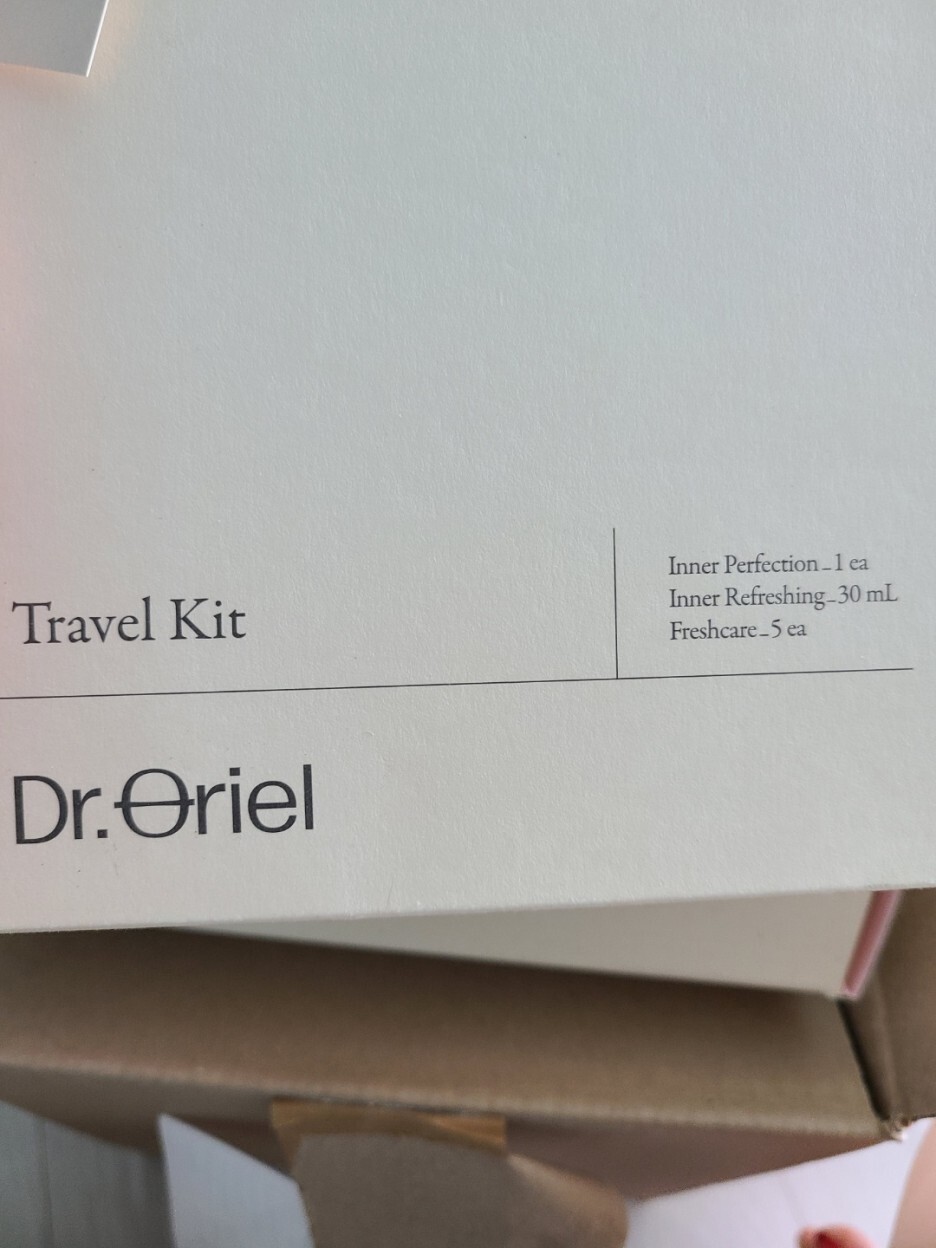 Travel Kit
Inner Perfection_1 ea
Inner Refreshing_30 mL
Freshcare_5 ea
Dr.Oriel